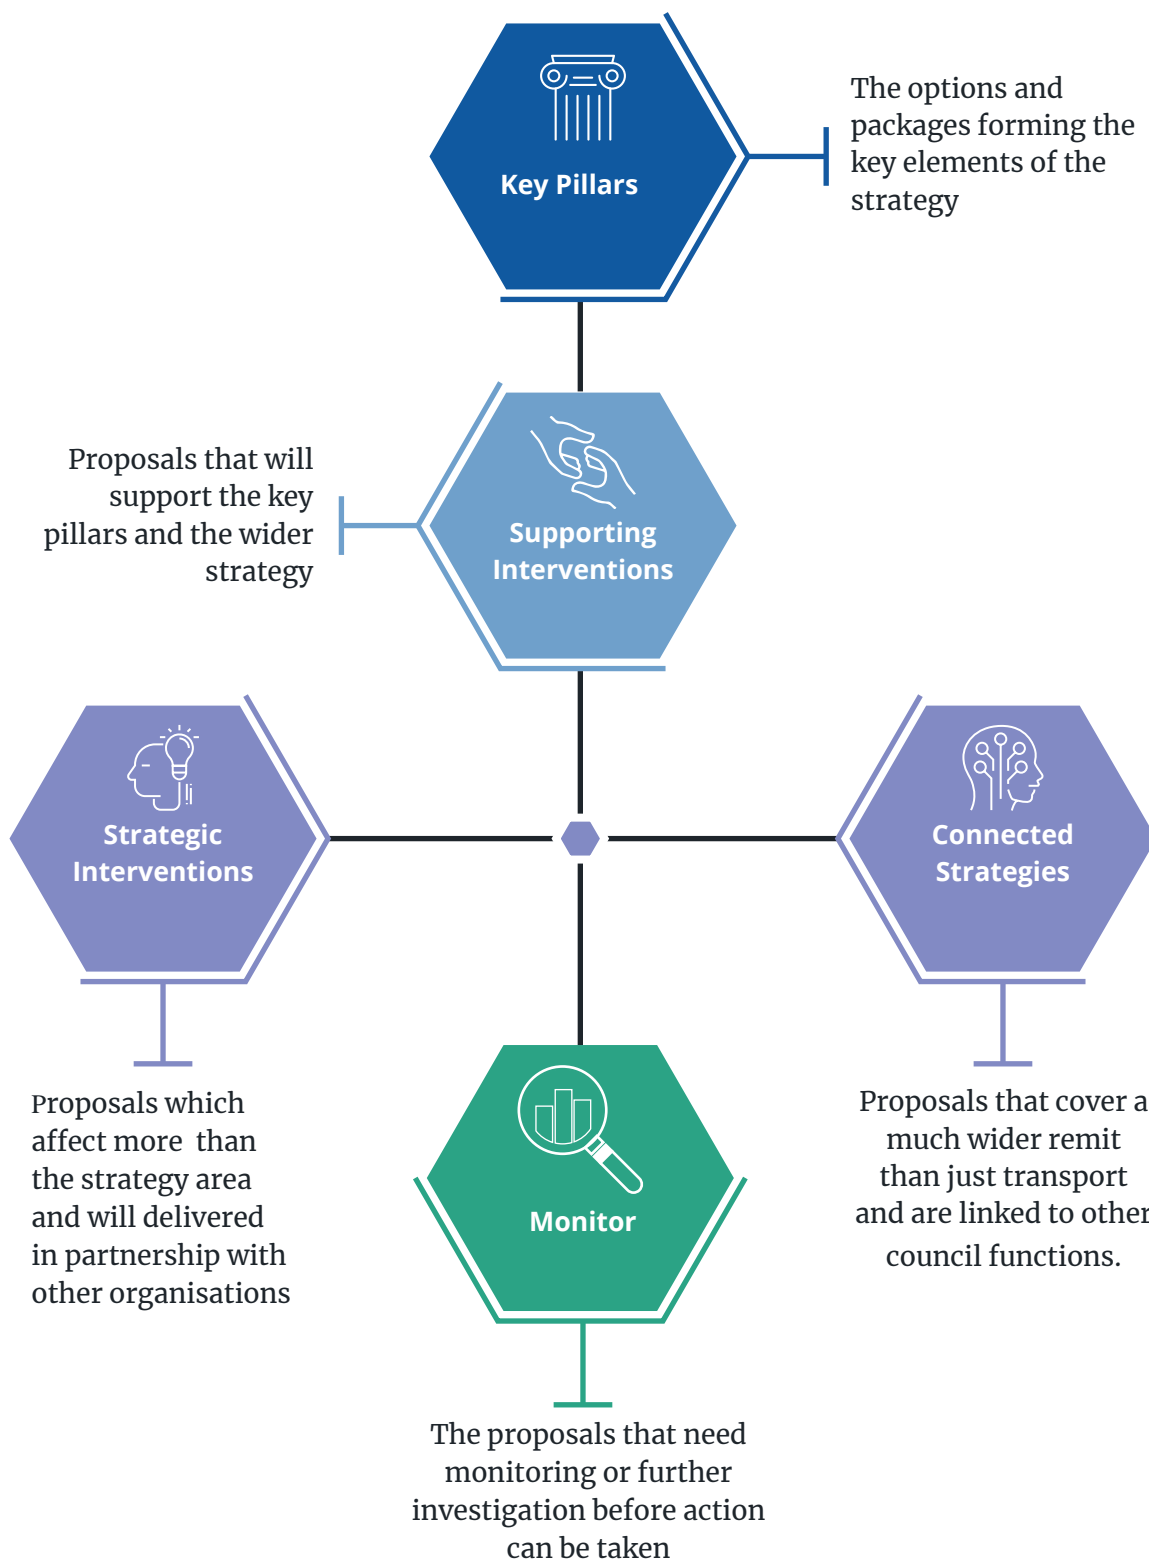 Key Pillars
The options and
packages forming the
key elements of the
strategy
Proposals that will
support the key
pillars and the wider
strategy
Supporting
Interventions
Strategic
Interventions
Proposals which
affect more  than
the strategy area
and will delivered
in partnership with
other organisations
Connected
Strategies
Proposals that cover a
much wider remit
than just transport
and are linked to other
council functions.
Monitor
The proposals that need
monitoring or further
investigation before action
can be taken